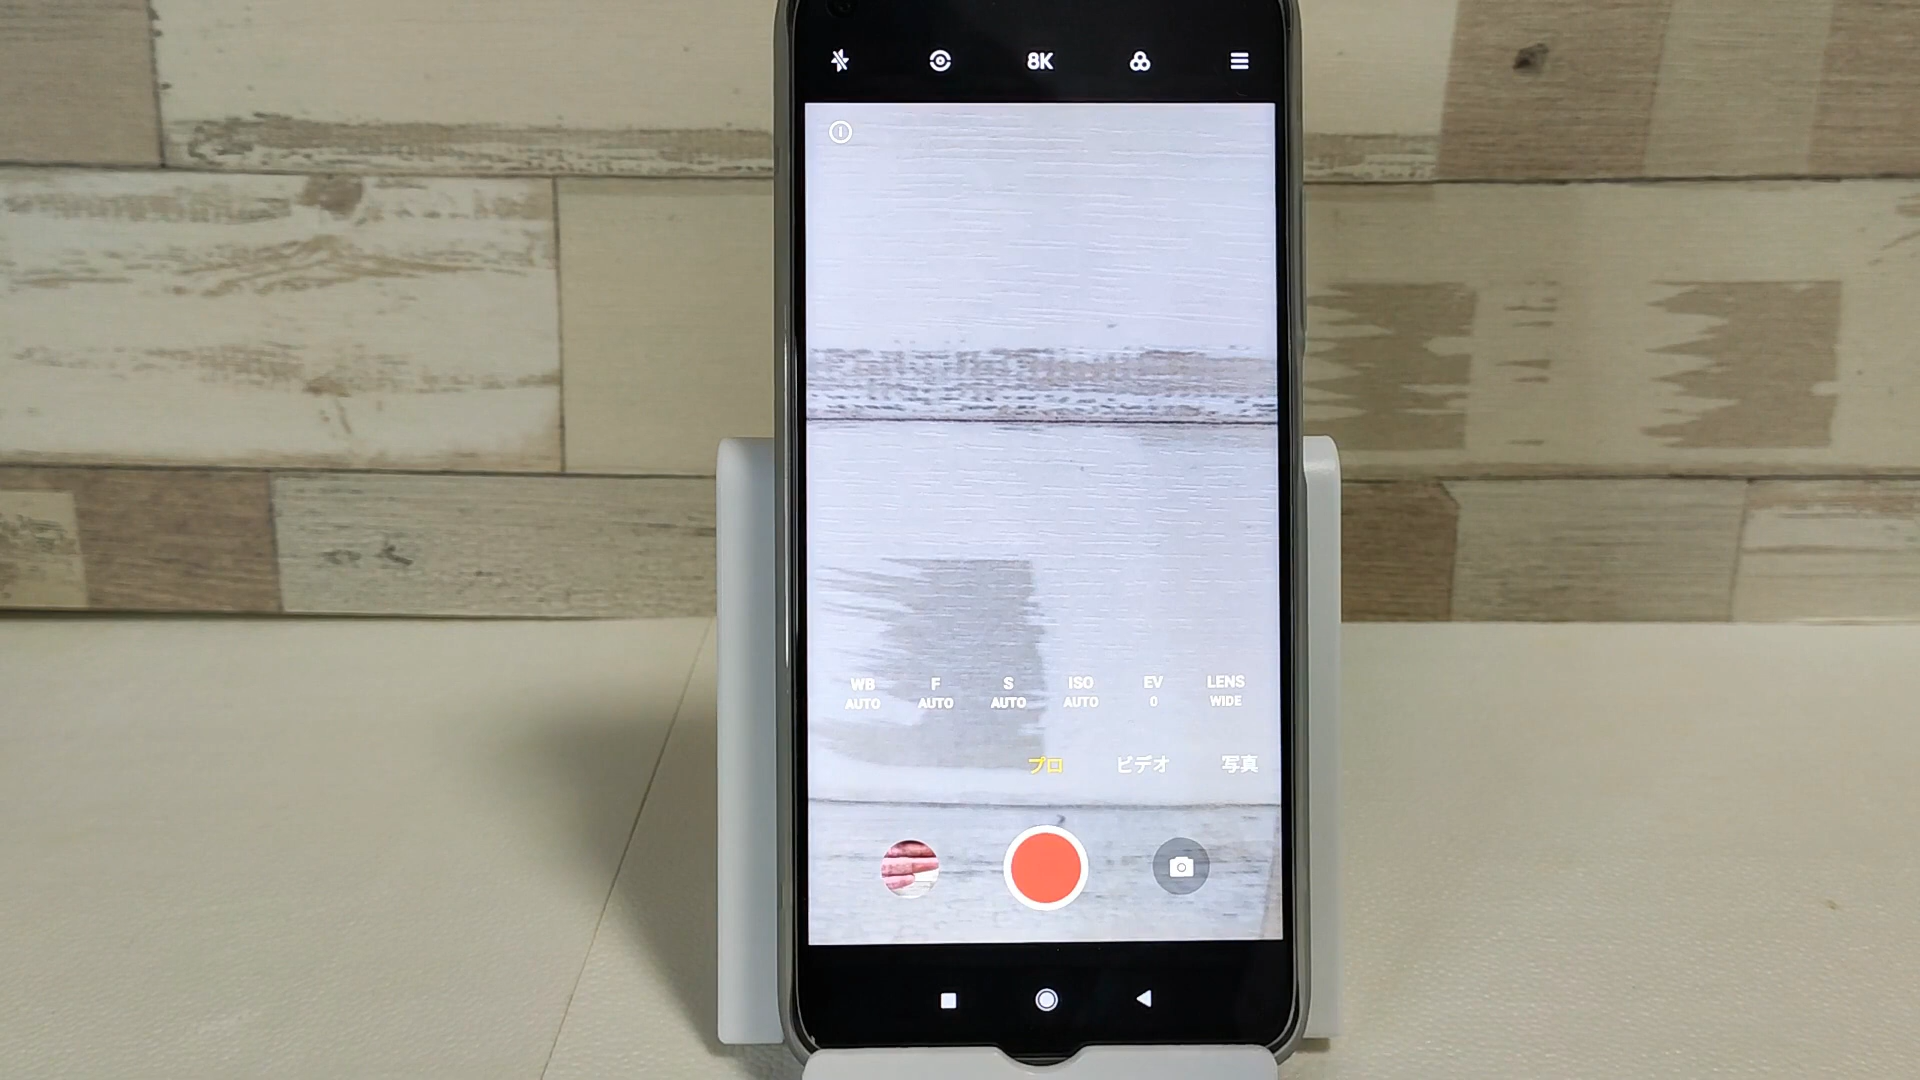 8K
WB F S ISO EV LENS
AUTO AUTO AUTO AUTO 0 WIDE
プロ ビデオ 写真